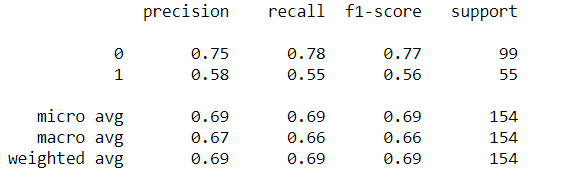 precision recall f1-score support
0 0.75 0.78 0.77 99
1 0.58 0.55 0.56 55
micro avg 0.69 0.69 0.69 154
macro avg 0.67 0.66 0.66 154
weighted avg 0.69 0.69 0.69 154